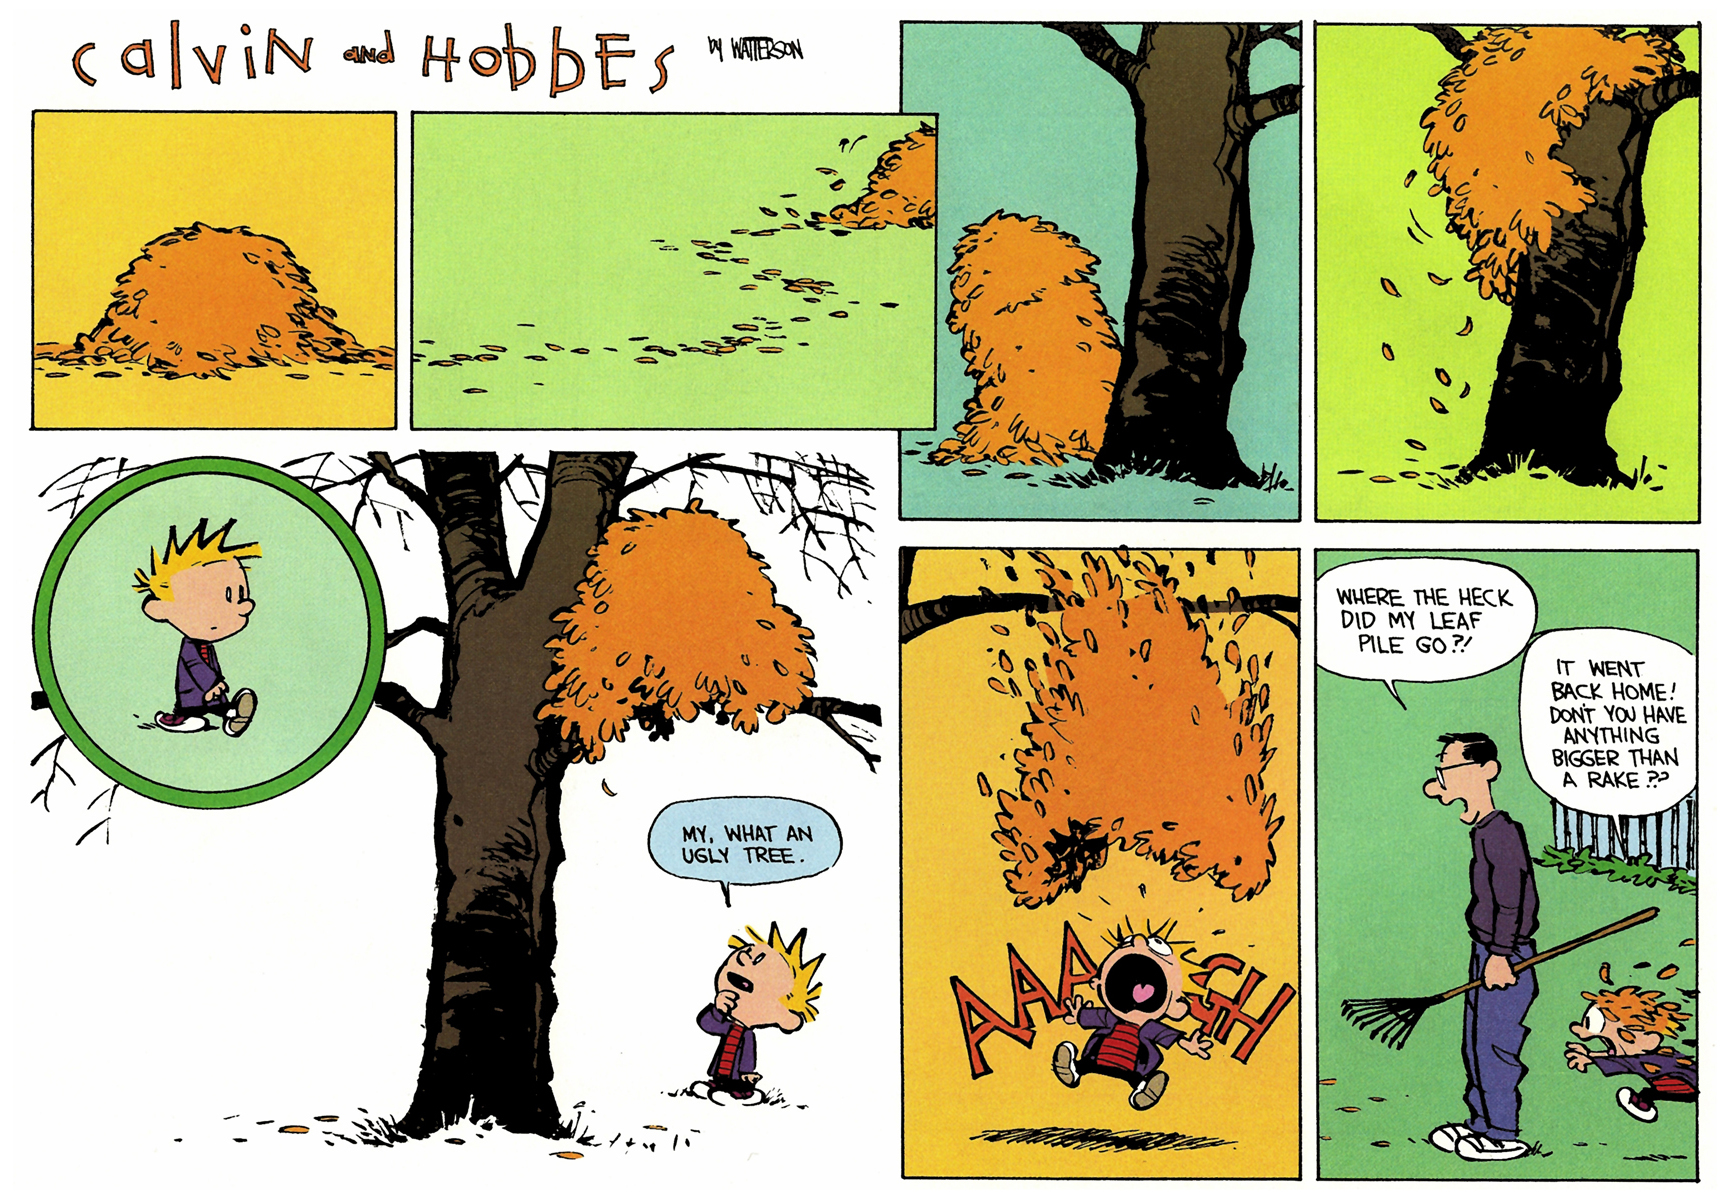 Calvin and Hobbes by WATTERSON
MY, WHAT AN
UGLY TREE.
AAAGH
WHERE THE HECK
DID MY LEAF
PILE GO?!
IT WENT
BACK HOME!
DON'T YOU HAVE
ANYTHING
BIGGER THAN
A RAKE??